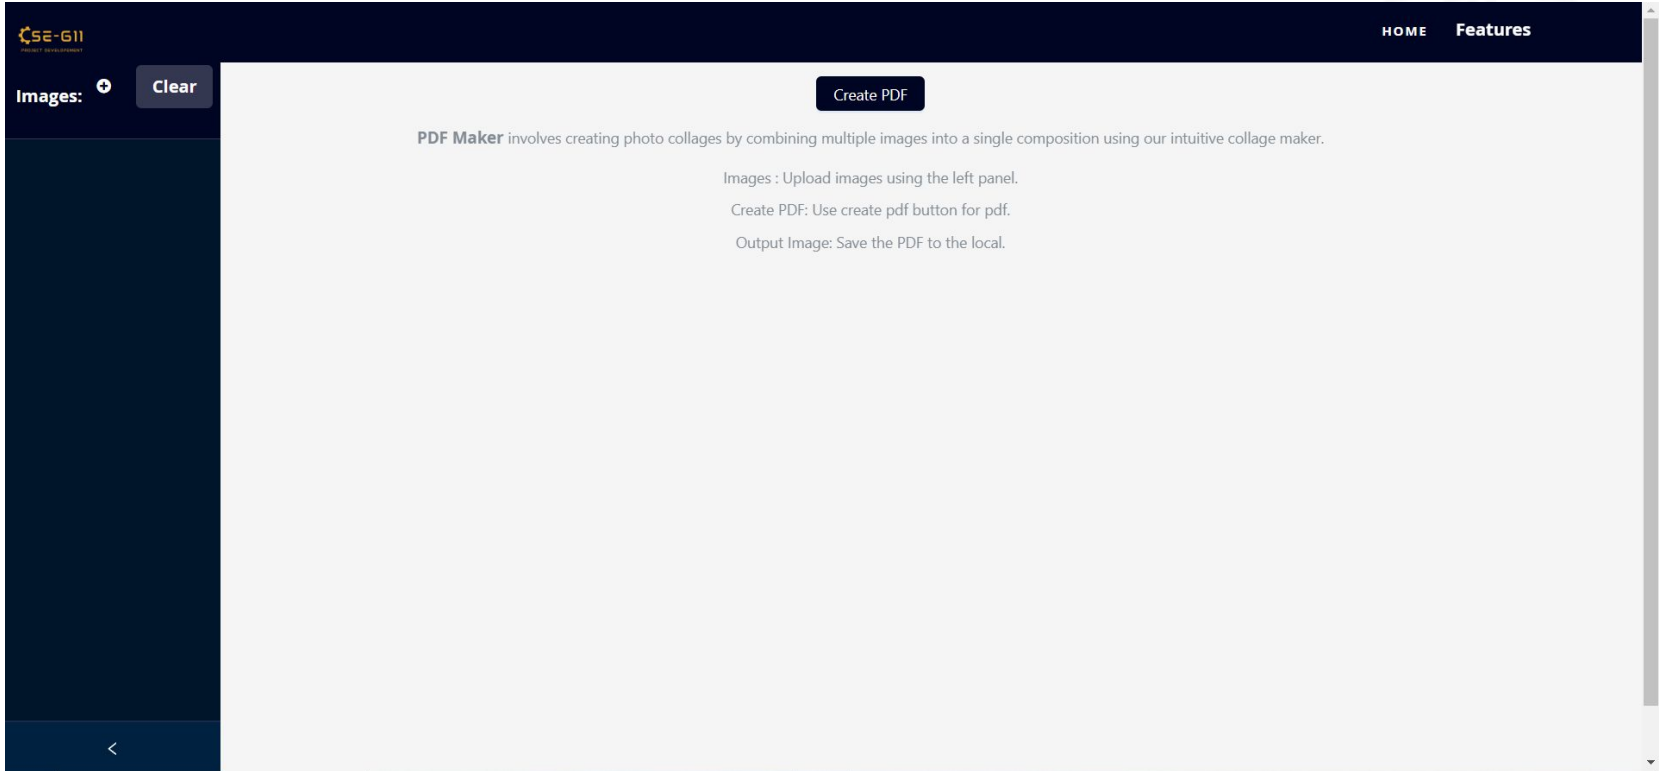 CSE-G11
PROJECT DEVELOPEMENT
HOME Features
Images: Clear
Create PDF
PDF Maker involves creating photo collages by combining multiple images into a single composition using our intuitive collage maker.
Images : Upload images using the left panel.
Create PDF: Use create pdf button for pdf.
Output Image: Save the PDF to the local.